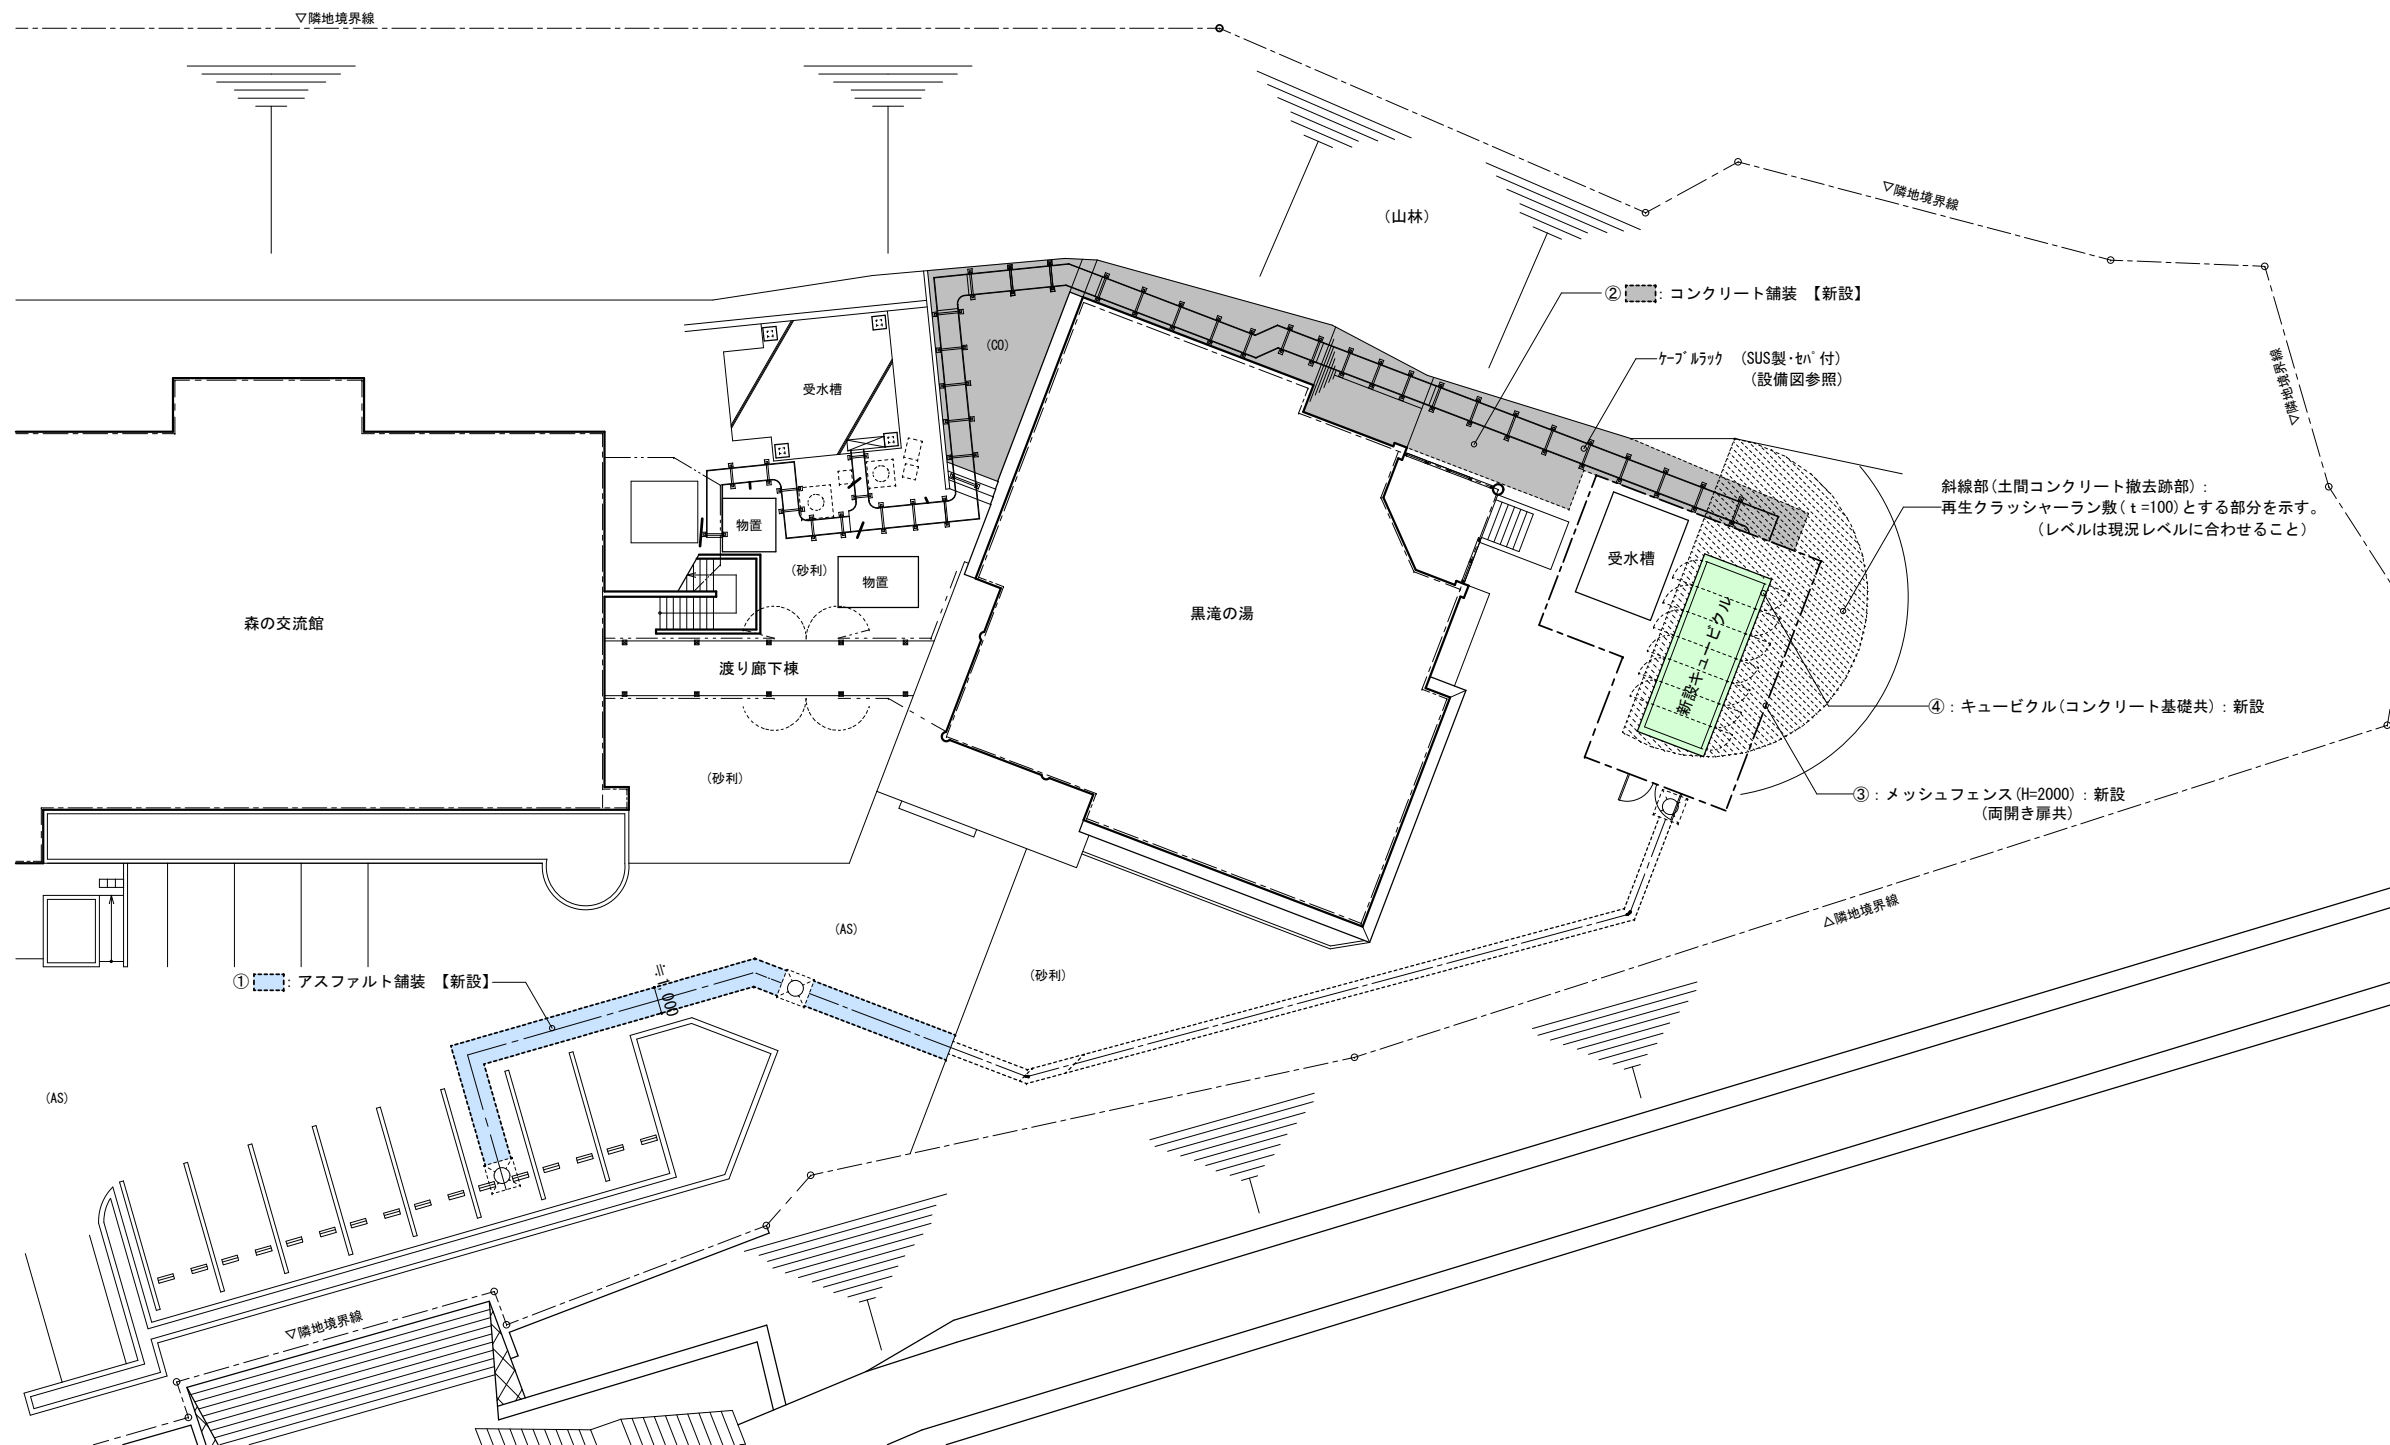 ▽隣地境界線
(山林)
▽隣地境界線
②
: コンクリート舗装 【新設】
(CO)
ケーブルラック (SUS製・セパ付)
(設備図参照)
▽隣地境界線
受水槽
斜線部(土間コンクリート撤去跡部) :
再生クラッシャーラン敷( t =100)とする部分を示す。
(レベルは現況レベルに合わせること)
物置
受水槽
(砂利)
物置
森の交流館
黒滝の湯
新設キュービクル
渡り廊下棟
④ : キュービクル(コンクリート基礎共) : 新設
(砂利)
③ : メッシュフェンス(H=2000) : 新設
(両開き扉共)
△隣地境界線
(AS)
(砂利)
①
: アスファルト舗装 【新設】
(AS)
▽隣地境界線